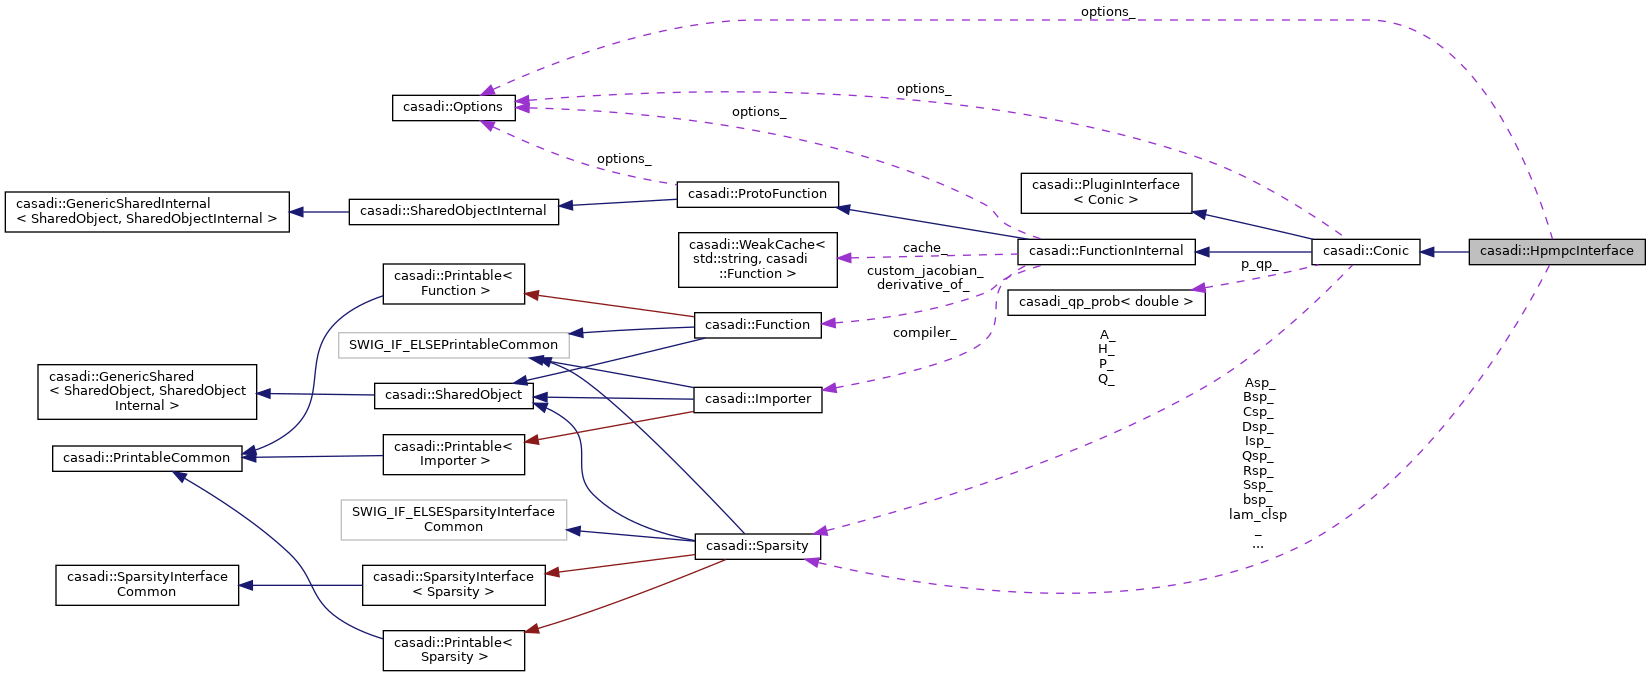 options_
casadi::Options
options_
options_
options_
casadi::GenericSharedInternal
< SharedObject, SharedObjectInternal >
casadi::SharedObjectInternal
casadi::ProtoFunction
casadi::PluginInterface
< Conic >
casadi::WeakCache<
std::string, casadi
::Function >
cache_
casadi::FunctionInternal
casadi::Conic
casadi::HpmpcInterface
custom_jacobian_
derivative_of_
p_qp_
casadi_qp_prob< double >
casadi::Printable<
Function >
casadi::Function
compiler_
SWIG_IF_ELSEPrintableCommon
A_
H_
P_
Q_
casadi::GenericShared
< SharedObject, SharedObject
Internal >
casadi::SharedObject
casadi::Importer
Asp_
Bsp_
Csp_
Dsp_
Isp_
Qsp_
Rsp_
Ssp_
bsp_
lam_clsp
_
...
casadi::PrintableCommon
casadi::Printable<
Importer >
SWIG_IF_ELSESparsityInterface
Common
casadi::Sparsity
casadi::SparsityInterface
Common
casadi::SparsityInterface
< Sparsity >
casadi::Printable<
Sparsity >